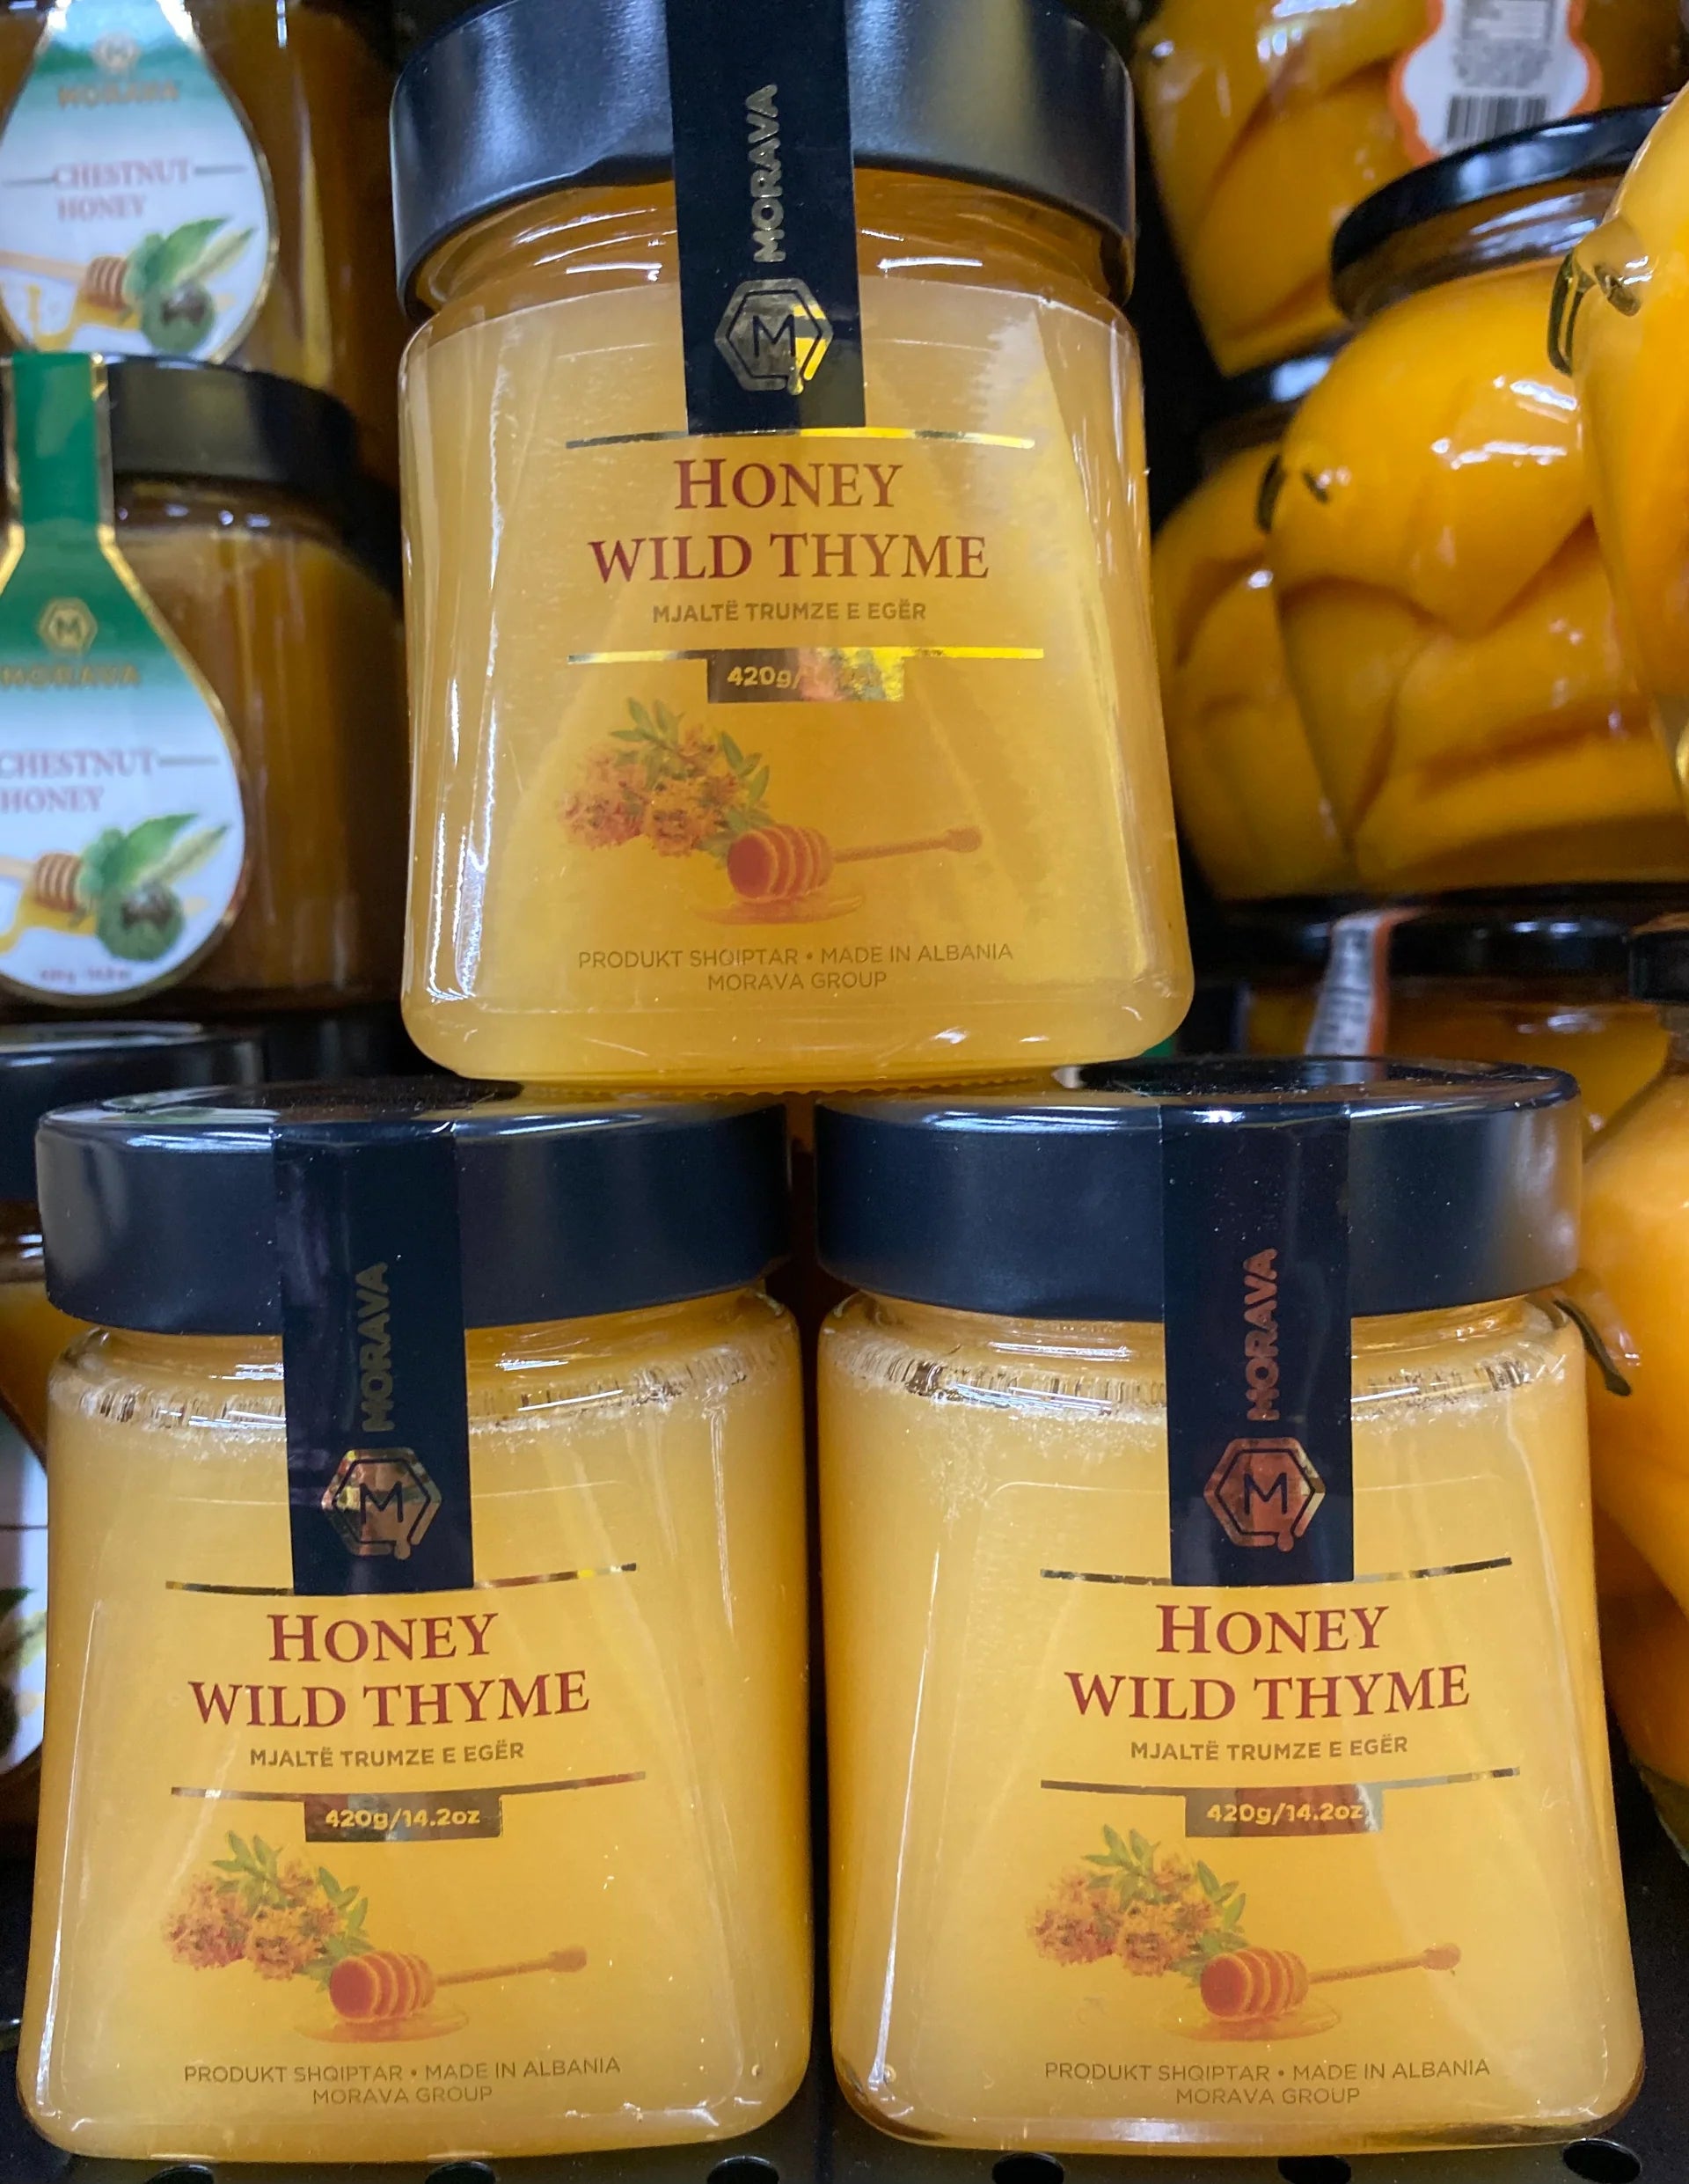 MORAVA
CHESTNUT
HONEY
M
MORAVA
CHESTNUT
HONEY
MORAVA
M
HONEY
WILD THYME
MJALTË TRUMZE E EGËR
420g/
PRODUKT SHQIPTAR • MADE IN ALBANIA
MORAVA GROUP
MORAVA
M
HONEY
WILD THYME
MJALTË TRUMZE E EGËR
420g/14.2oz
PRODUKT SHQIPTAR • MADE IN ALBANIA
MORAVA GROUP
MORAVA
M
HONEY
WILD THYME
MJALTË TRUMZE E EGËR
420g/14.2oz
PRODUKT SHQIPTAR • MADE IN ALBANIA
MORAVA GROUP